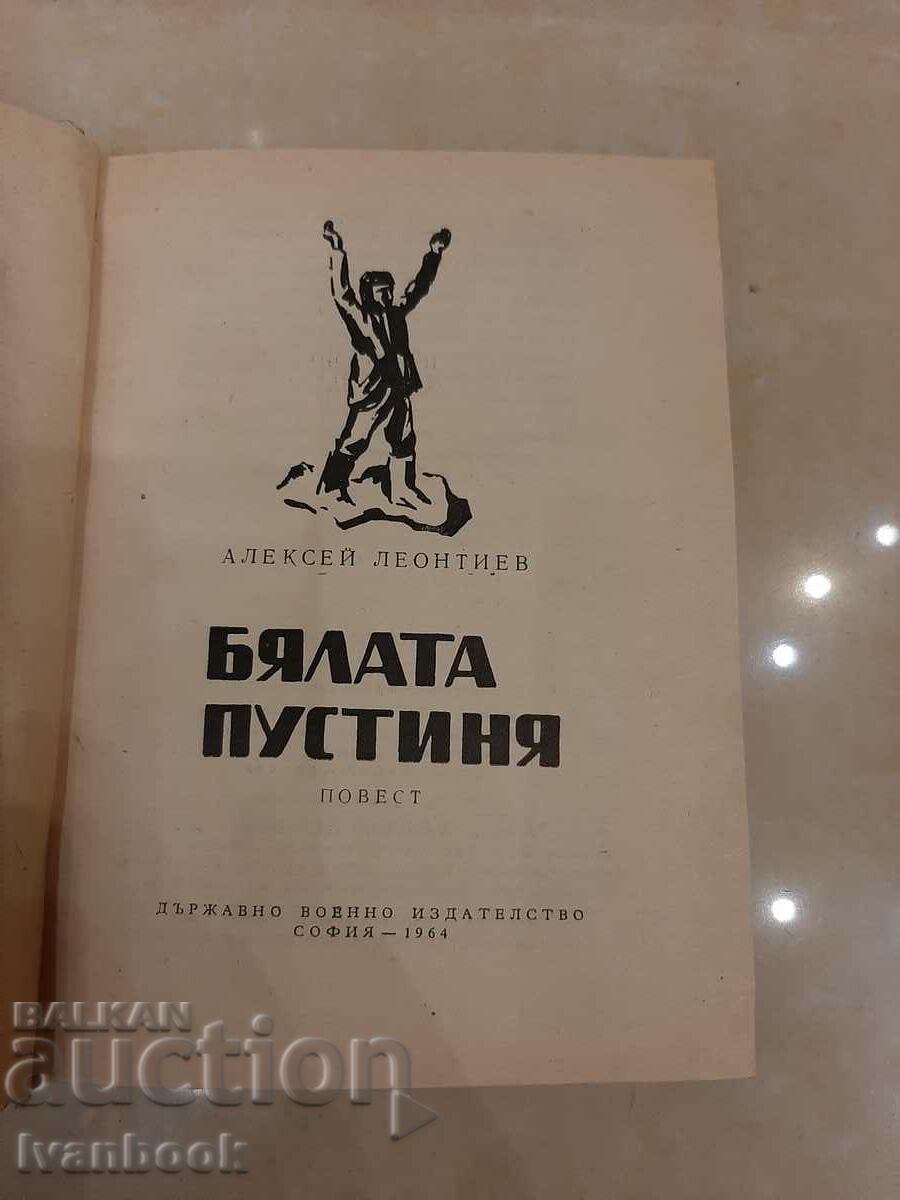 АЛЕКСЕЙ ЛЕОНТИЕВ
БЯЛАТА
ПУСТИНЯ
ПОВЕСТ
ДЪРЖАВНО ВОЕННО ИЗДАТЕЛСТВО
СОФИЯ — 1964
BALKAN
auction
Ivanbook